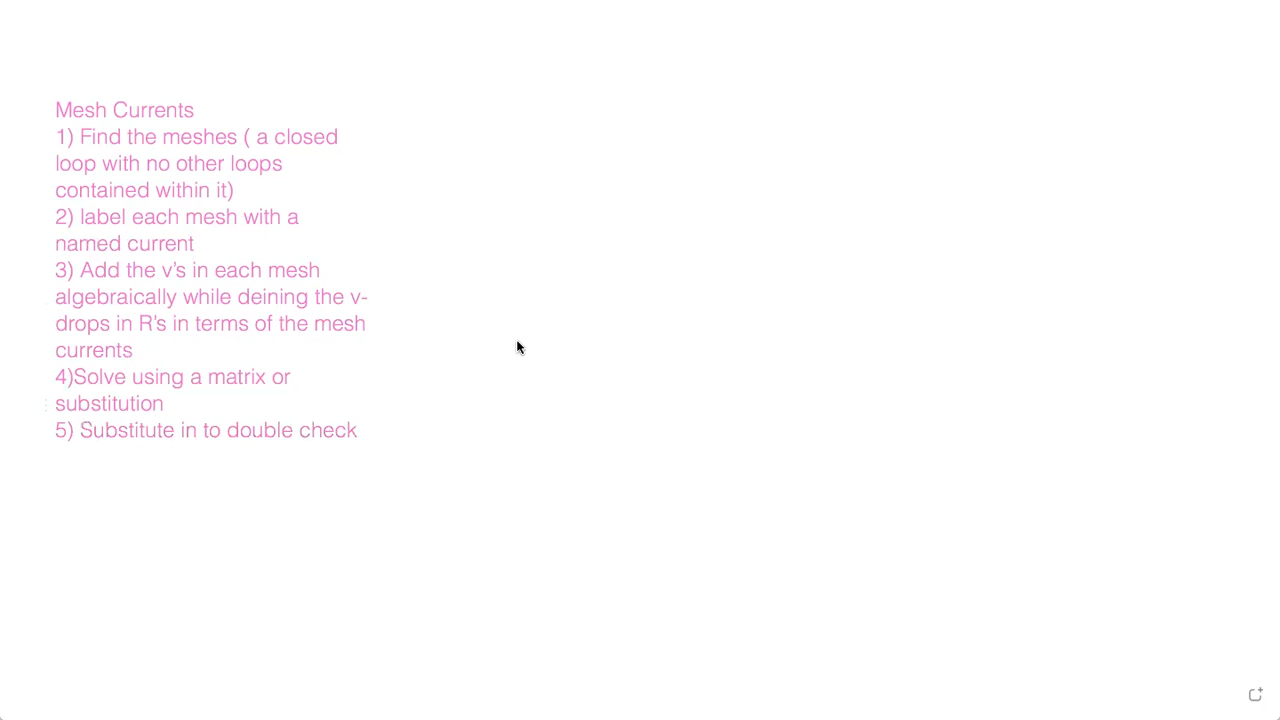 Mesh Currents
1) Find the meshes ( a closed
loop with no other loops
contained within it)
2) label each mesh with a
named current
3) Add the v's in each mesh
algebraically while deining the v-
drops in R's in terms of the mesh
currents
4)Solve using a matrix or
substitution
5) Substitute in to double check